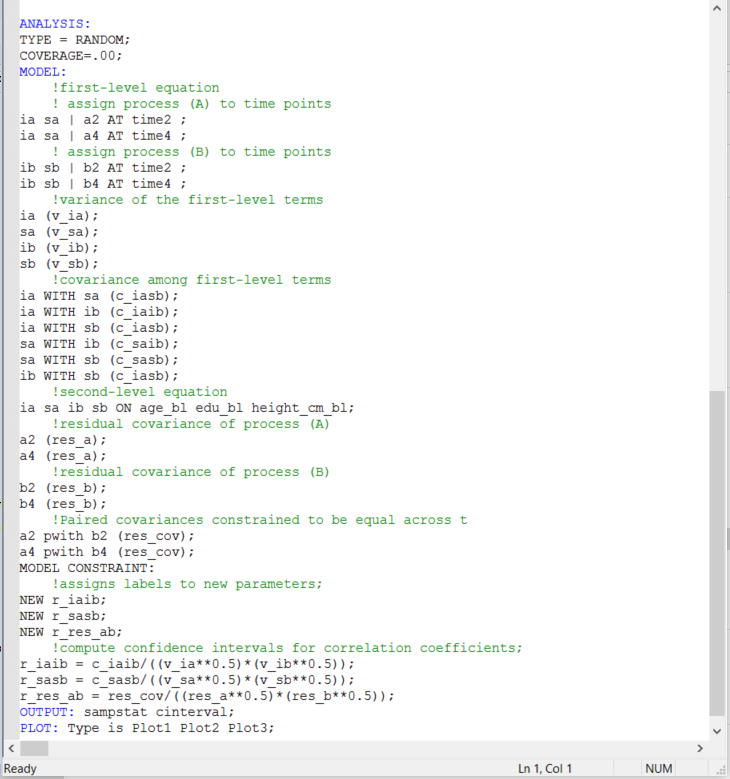 ANALYSIS:
TYPE = RANDOM;
COVERAGE=.00;
MODEL:
!first-level equation
! assign process (A) to time points
ia sa | a2 AT time2 ;
ia sa | a4 AT time4 ;
! assign process (B) to time points
ib sb | b2 AT time2 ;
ib sb | b4 AT time4 ;
!variance of the first-level terms
ia (v_ia);
sa (v_sa);
ib (v_ib);
sb (v_sb);
!covariance among first-level terms
ia WITH sa (c_iasb);
ia WITH ib (c_iaib);
ia WITH sb (c_iasb);
sa WITH ib (c_saib);
sa WITH sb (c_sasb);
ib WITH sb (c_iasb);
!second-level equation
ia sa ib sb ON age_bl edu_bl height_cm_bl;
!residual covariance of process (A)
a2 (res_a);
a4 (res_a);
!residual covariance of process (B)
b2 (res_b);
b4 (res_b);
!Paired covariances constrained to be equal across t
a2 pwith b2 (res_cov);
a4 pwith b4 (res_cov);
MODEL CONSTRAINT:
!assigns labels to new parameters;
NEW r_iaib;
NEW r_sasb;
NEW r_res_ab;
!compute confidence intervals for correlation coefficients;
r_iaib = c_iaib/((v_ia**0.5)*(v_ib**0.5));
r_sasb = c_sasb/((v_sa**0.5)*(v_sb**0.5));
r_res_ab = res_cov/((res_a**0.5)*(res_b**0.5));
OUTPUT: sampstat cinterval;
PLOT: Type is Plot1 Plot2 Plot3;
Ready Ln 1, Col 1 NUM